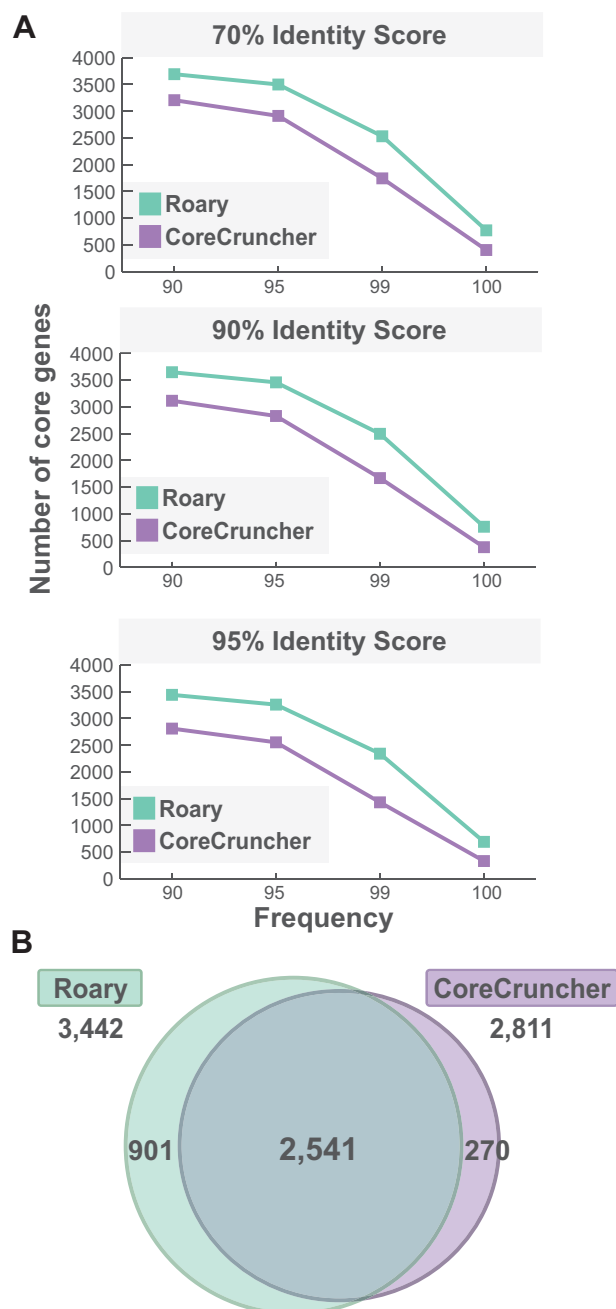 A
70% Identity Score
4000
3500
3000
2500
2000
1500
1000
500
0
Roary
CoreCruncher
90 95 99 100
Number of core genes
90% Identity Score
4000
3500
3000
2500
2000
1500
1000
500
0
Roary
CoreCruncher
90 95 99 100
95% Identity Score
4000
3500
3000
2500
2000
1500
1000
500
0
Roary
CoreCruncher
90 95 99 100
Frequency
B
Roary
3,442
CoreCruncher
2,811
901
2,541
270